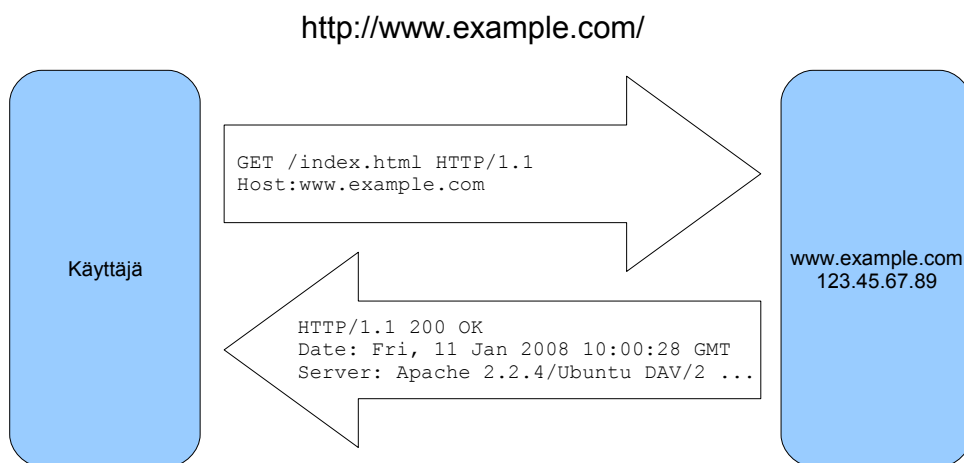 http://www.example.com/
GET /index.html HTTP/1.1
Host:www.example.com
Käyttäjä
www.example.com
123.45.67.89
HTTP/1.1 200 OK
Date: Fri, 11 Jan 2008 10:00:28 GMT
Server: Apache 2.2.4/Ubuntu DAV/2 ...